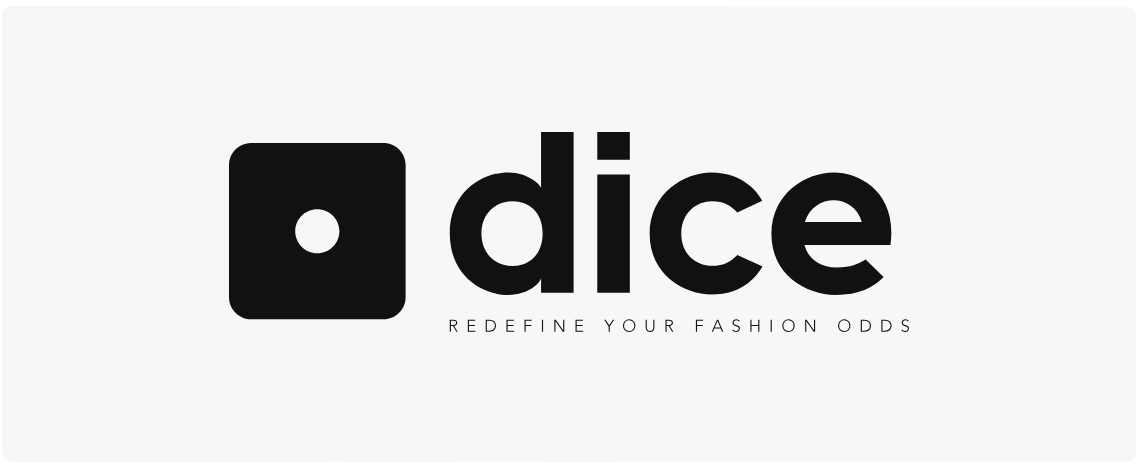 dice
REDEFINE YOUR FASHION ODDS